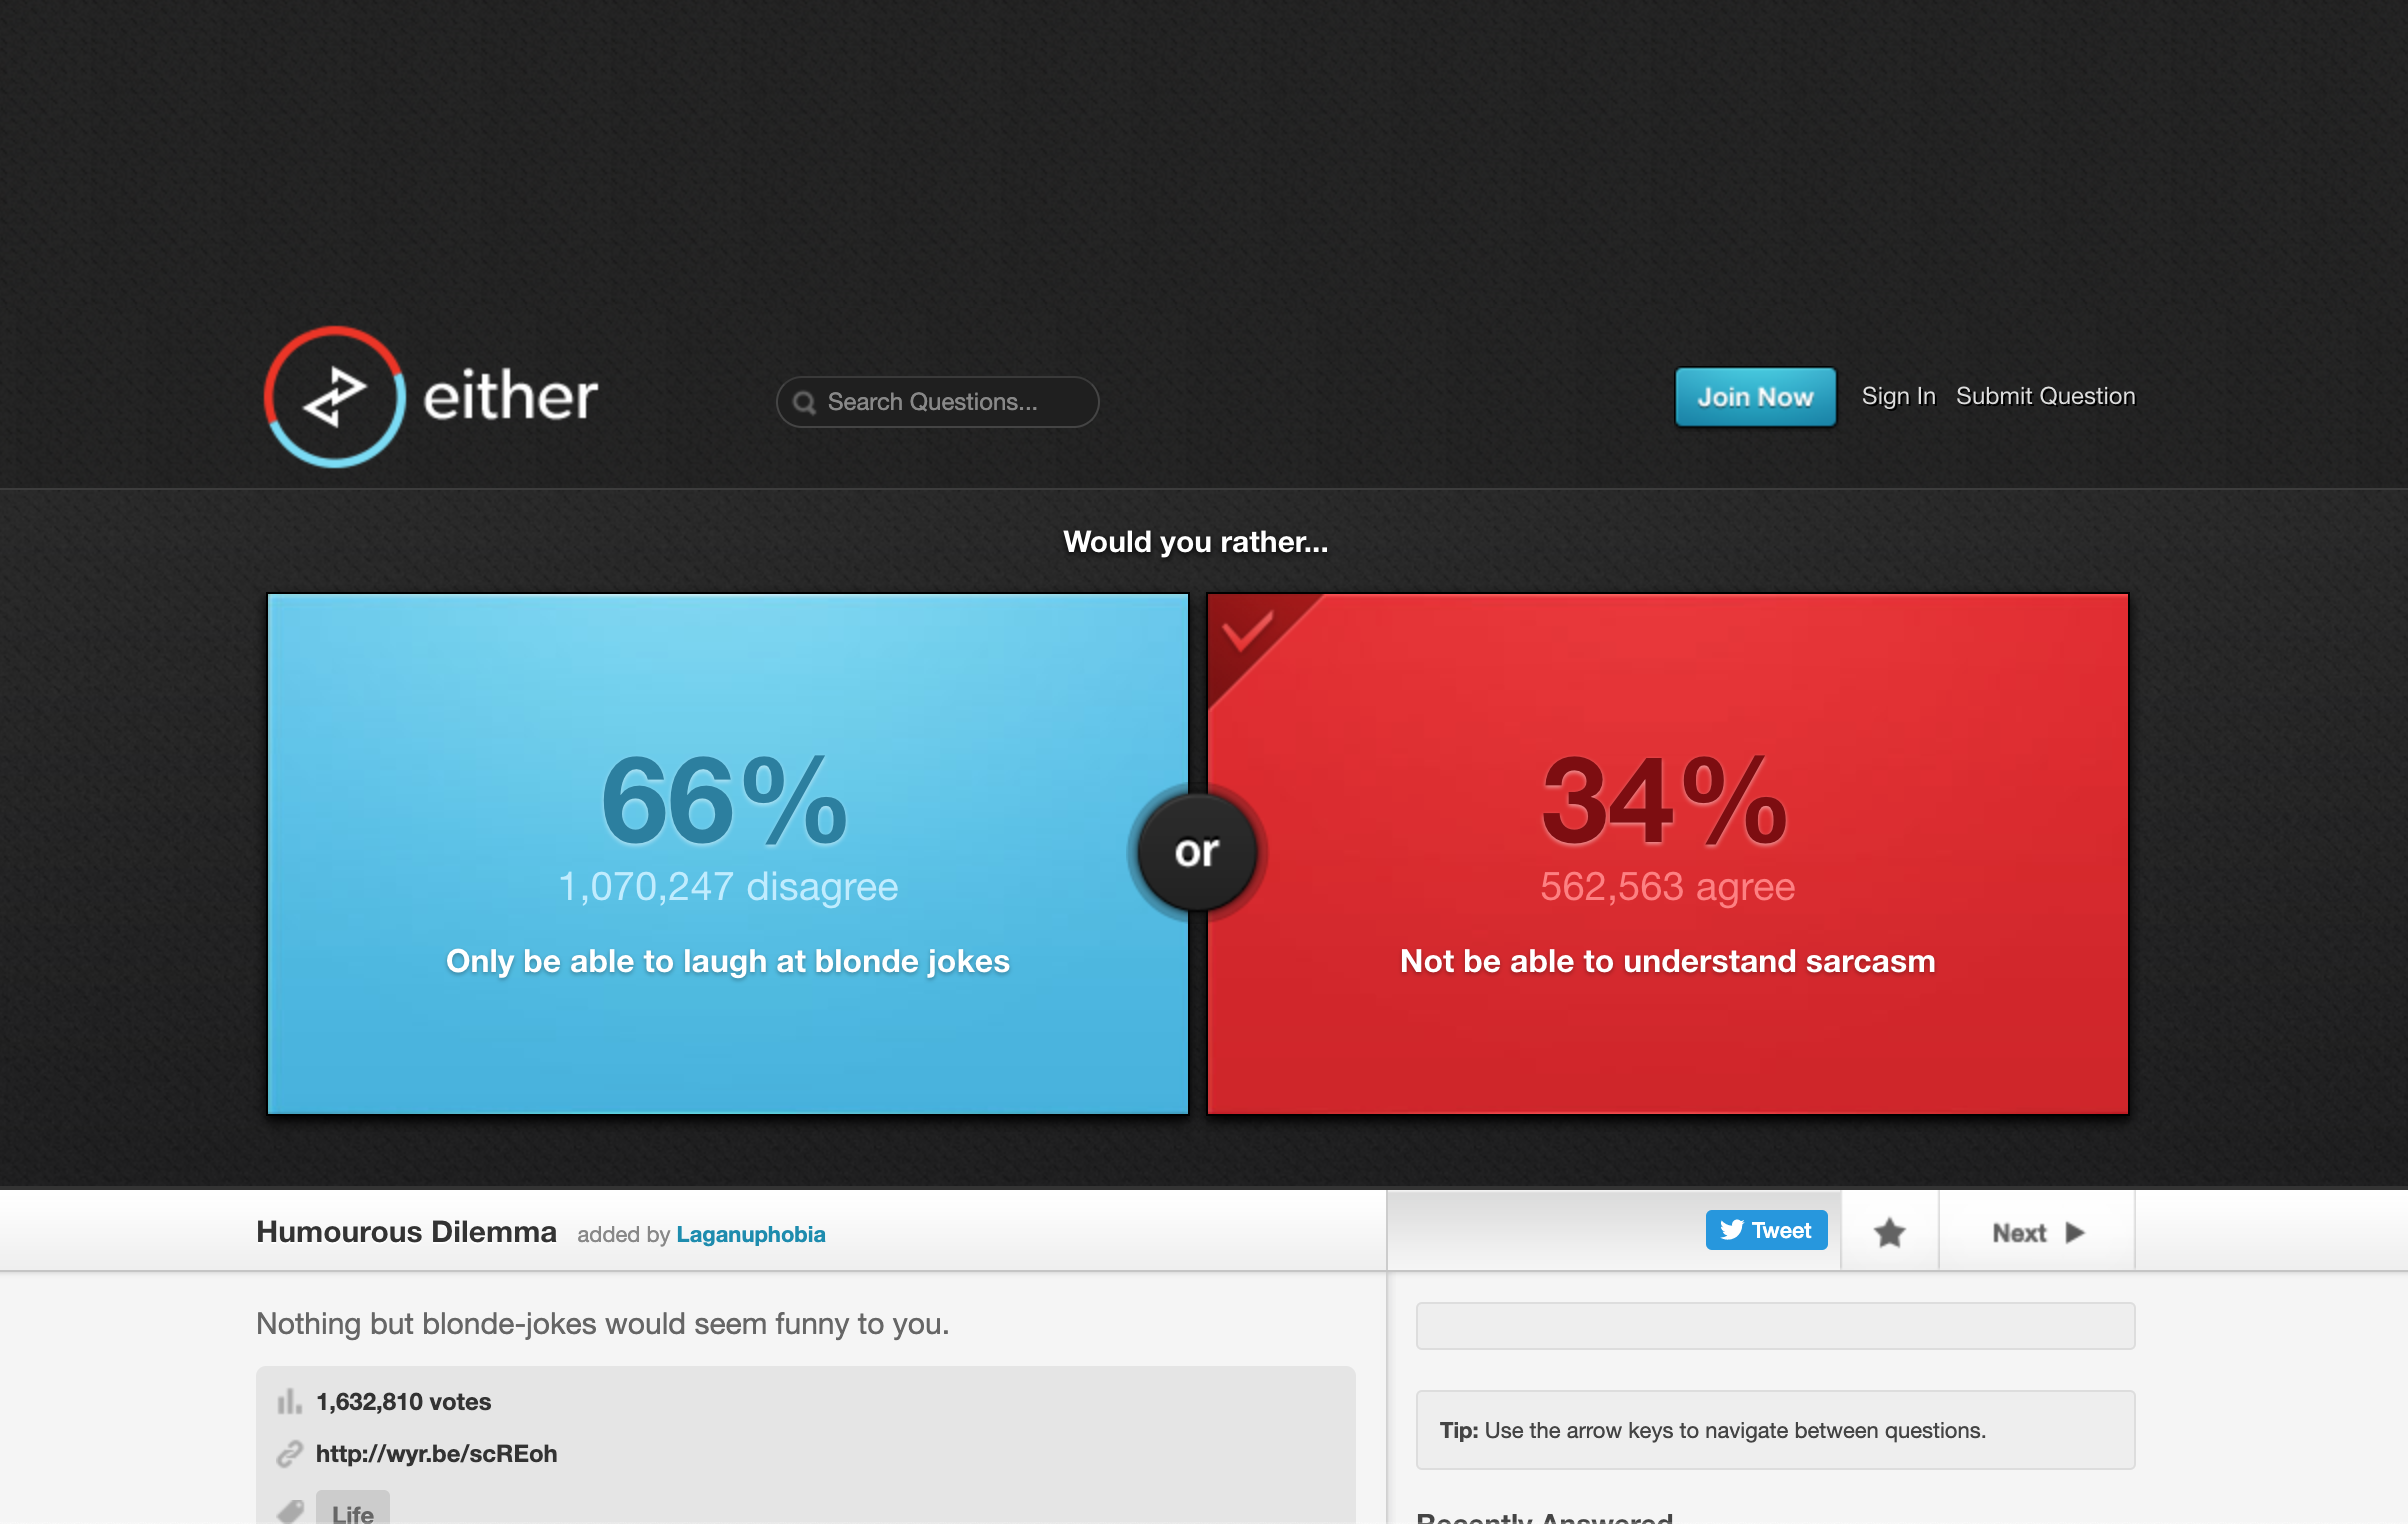 either
Search Questions...
Join Now
Sign In
Submit Question
Would you rather...
66%
1,070,247 disagree
Only be able to laugh at blonde jokes
or
34%
562,563 agree
Not be able to understand sarcasm
Humourous Dilemma added by Laganuphobia
Tweet
Next
Nothing but blonde-jokes would seem funny to you.
1,632,810 votes
http://wyr.be/scREoh
Life
Tip: Use the arrow keys to navigate between questions.
Recently Answered